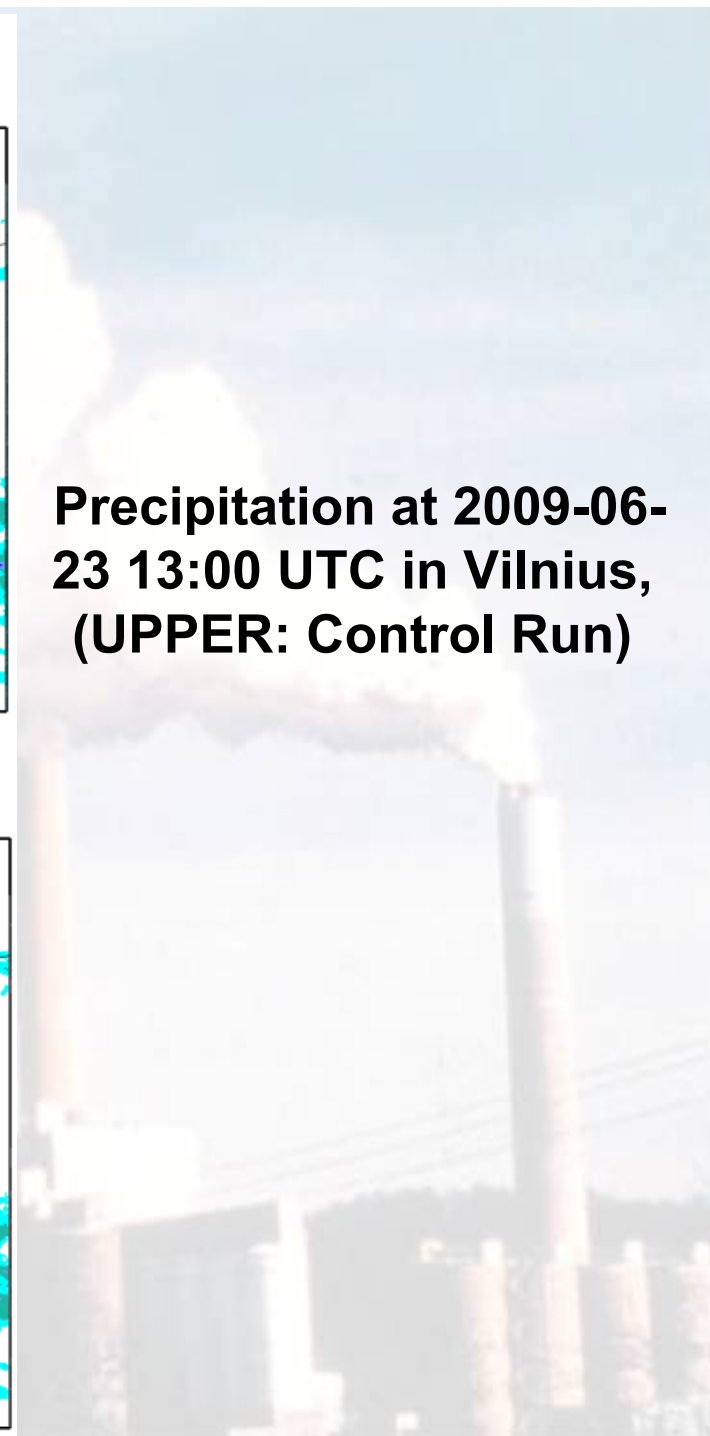 Precipitation at 2009-06-
23 13:00 UTC in Vilnius,
(UPPER: Control Run)